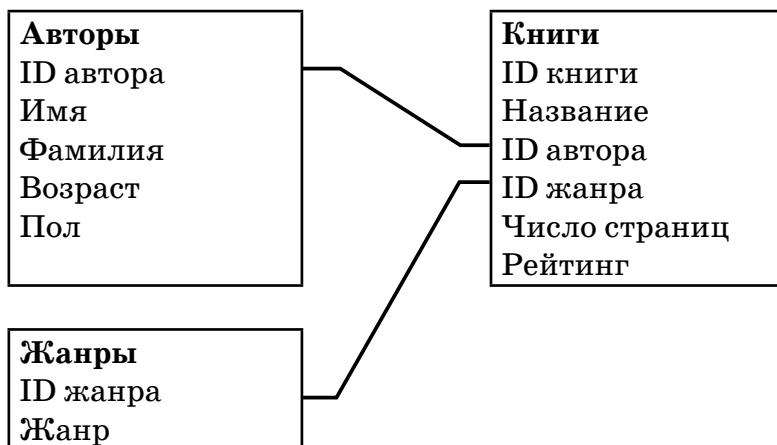 Авторы
ID автора
Имя
Фамилия
Возраст
Пол
Книги
ID книги
Название
ID автора
ID жанра
Число страниц
Рейтинг
Жанры
ID жанра
Жанр